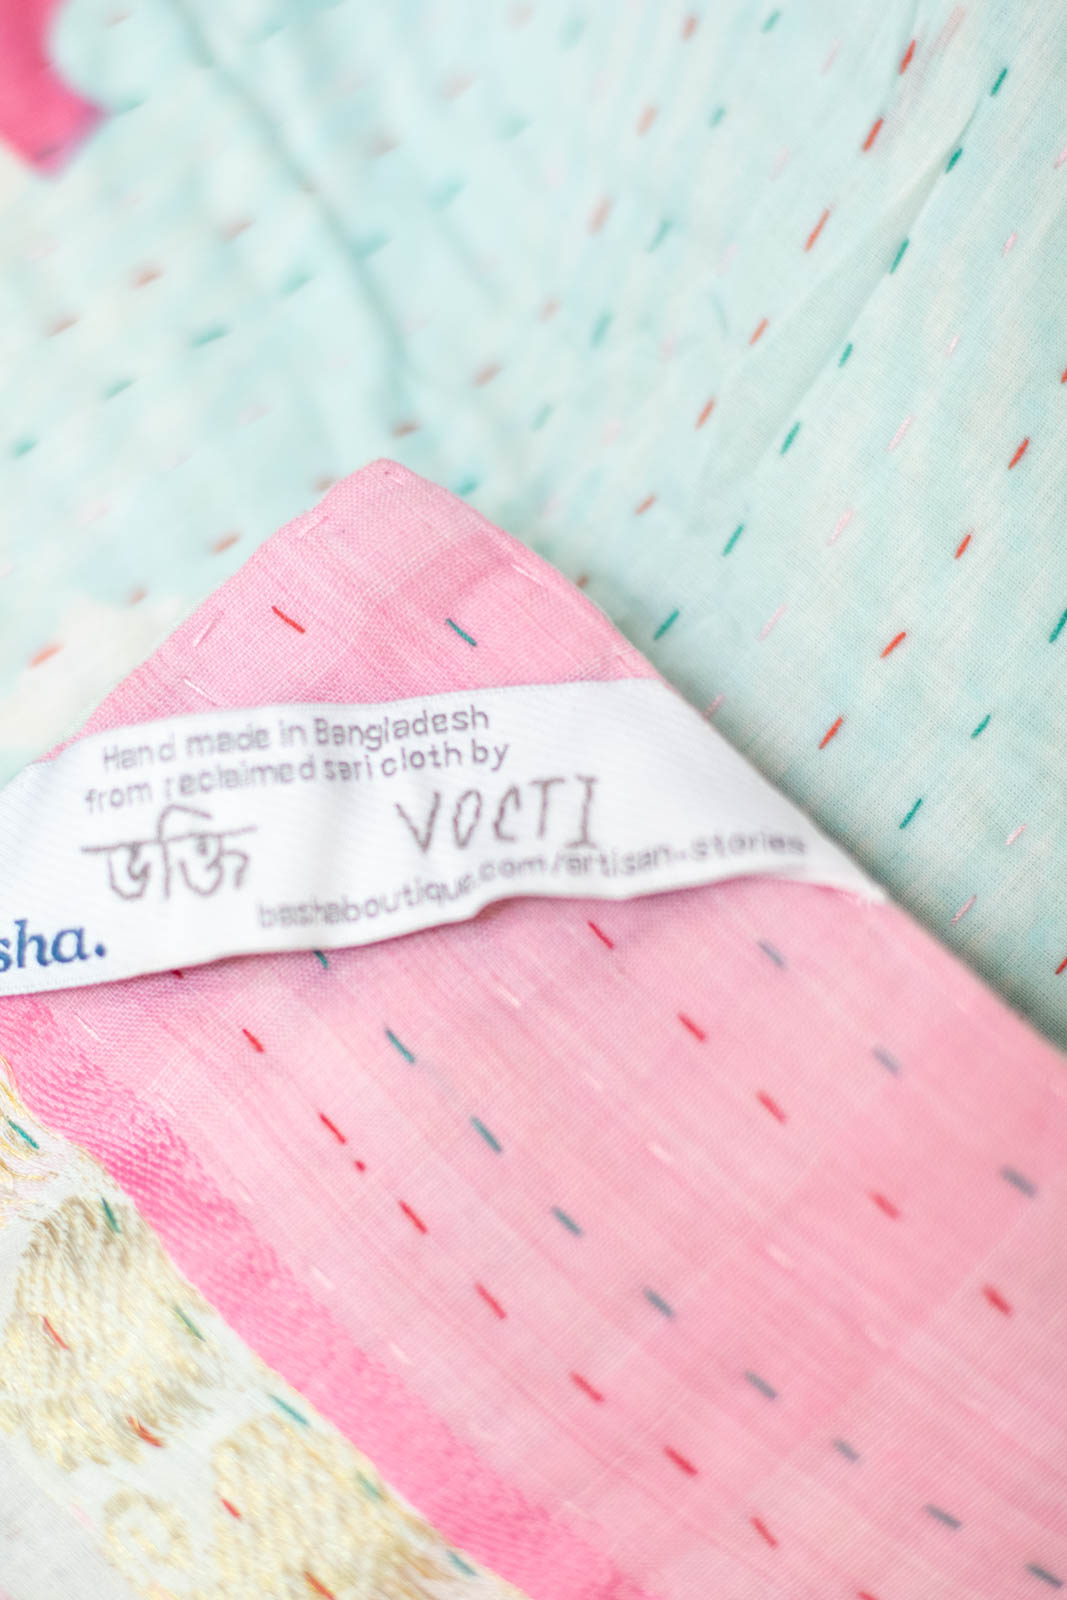 Hand made in Bangladesh
from reclaimed sari cloth by
ভক্তি VOCTI
bashaboutique.com/artisan-stories
sha.